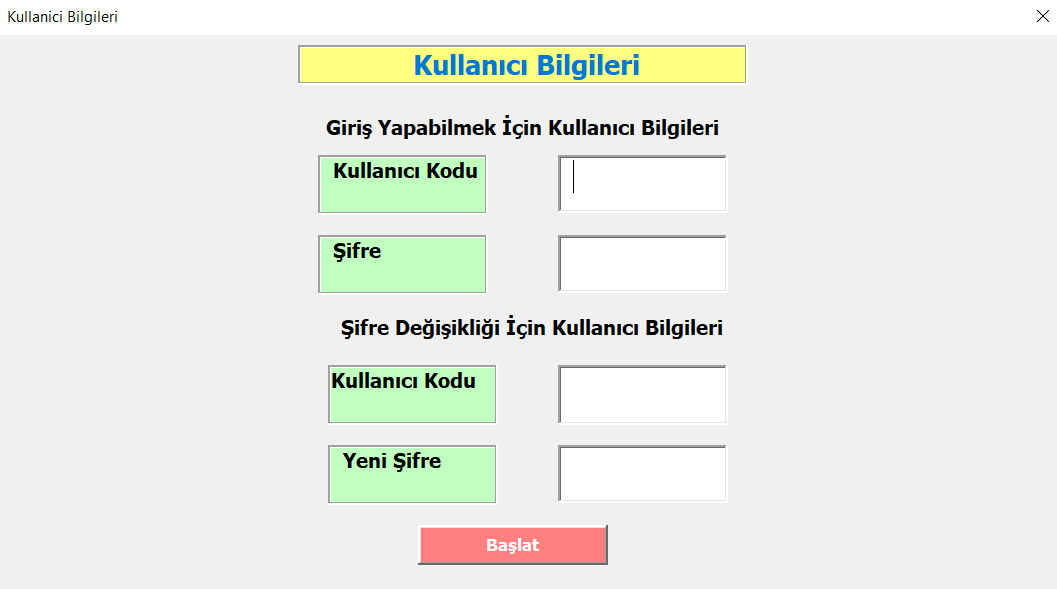 Kullanici Bilgileri
Kullanıcı Bilgileri
Giriş Yapabilmek İçin Kullanıcı Bilgileri
Kullanıcı Kodu
Şifre
Şifre Değişikliği İçin Kullanıcı Bilgileri
Kullanıcı Kodu
Yeni Şifre
Başlat